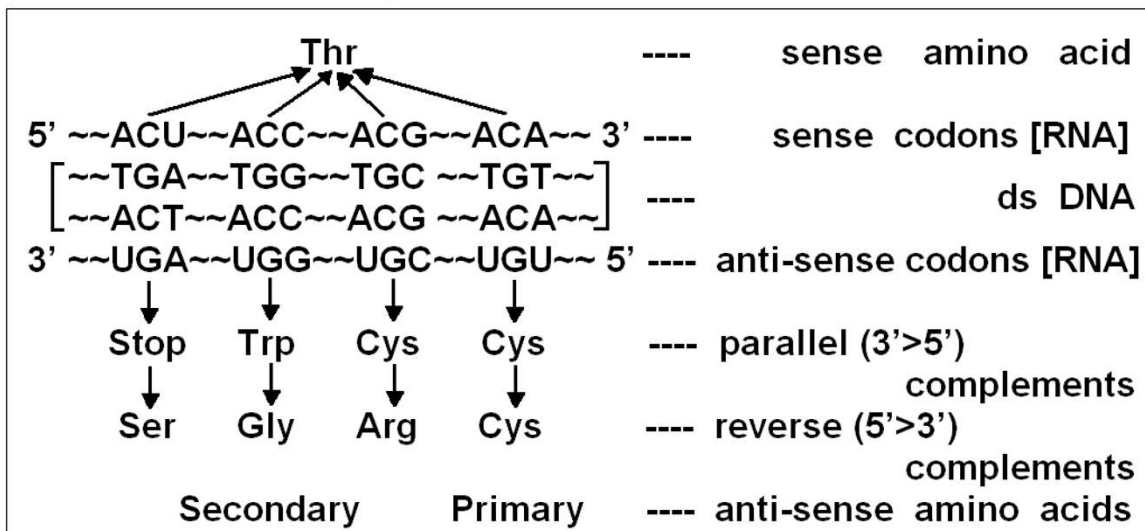 Thr ---- sense amino acid
5’ ~~ACU~~ACC~~ACG~~ACA~~ 3’ ---- sense codons [RNA]
~~TGA~~TGG~~TGC ~~TGT~~
---- ds DNA
~~ACT~~ACC~~ACG ~~ACA~~
3’ ~~UGA~~UGG~~UGC~~UGU~~ 5’ ---- anti-sense codons [RNA]
Stop Trp Cys Cys ---- parallel (3’>5’)
complements
Ser Gly Arg Cys ---- reverse (5’>3’)
complements
Secondary Primary ---- anti-sense amino acids